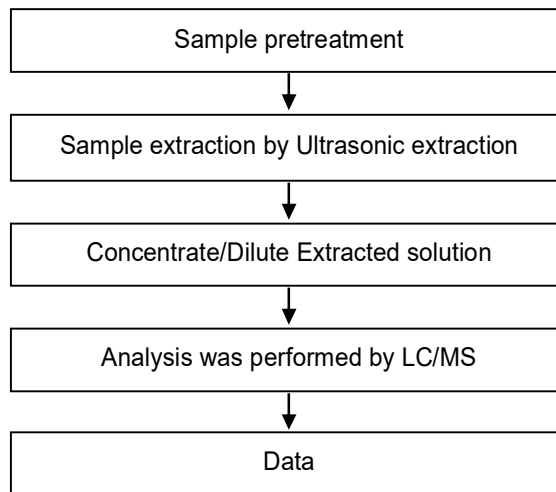 Sample pretreatment
Sample extraction by Ultrasonic extraction
Concentrate/Dilute Extracted solution
Analysis was performed by LC/MS
Data